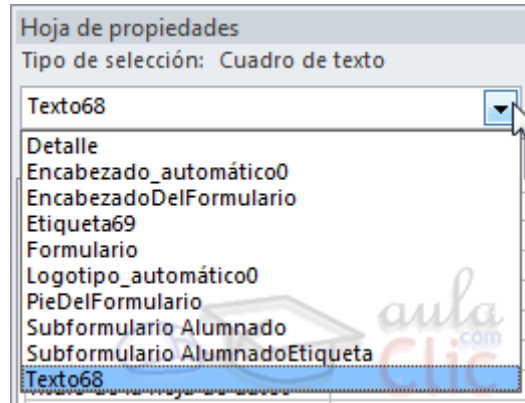 Hoja de propiedades
Tipo de selección: Cuadro de texto
Texto68
Detalle
Encabezado_automático0
EncabezadoDelFormulario
Etiqueta69
Formulario
Logotipo_automático0
PieDelFormulario
Subformulario Alumnado
Subformulario AlumnadoEtiqueta
Texto68
aula
.com
Clic